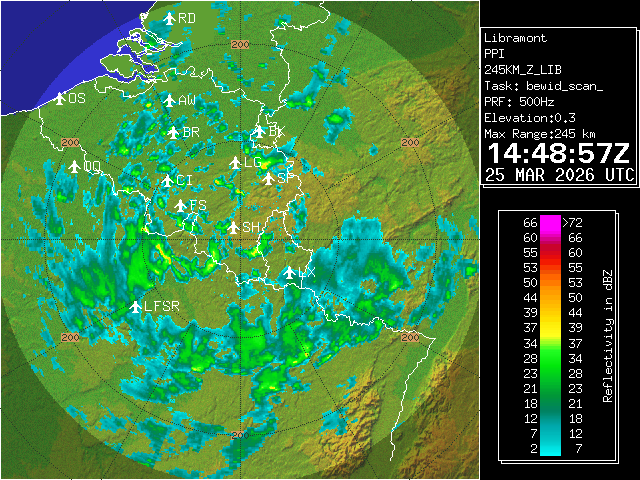 RD
200
OS
AW
BR
BK
200
200
OO
LG
CI
SP
FS
SH
LX
LFSR
200
200
200
Libramont
PPI
245KM_Z_LIB
Task: bewid_scan_
PRF: 500Hz
Elevation:0.3
Max Range:245 km
14:48:57Z
25 MAR 2026 UTC
66 >72
60 66
55 60
53 55
50 53
44 50
39 44
37 39
34 37
28 34
23 28
21 23
18 21
12 18
7 12
2 7
Reflectivity in dBZ